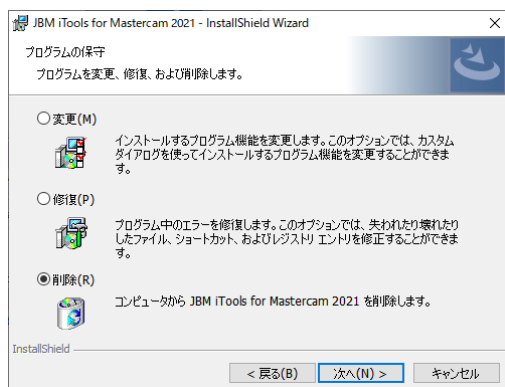 JBM iTools for Mastercam 2021 - InstallShield Wizard
プログラムの保守
プログラムを変更、修復、および削除します。
変更(M)
インストールするプログラム機能を変更します。このオプションでは、カスタム
ダイアログを使ってインストールするプログラム機能を変更することができま
す。
修復(P)
プログラム中のエラーを修復します。このオプションでは、失われたり壊れたり
したファイル、ショートカット、およびレジストリ エントリを修正することができま
す。
削除(R)
コンピュータから JBM iTools for Mastercam 2021 を削除します。
InstallShield
< 戻る(B)
次へ(N) >
キャンセル